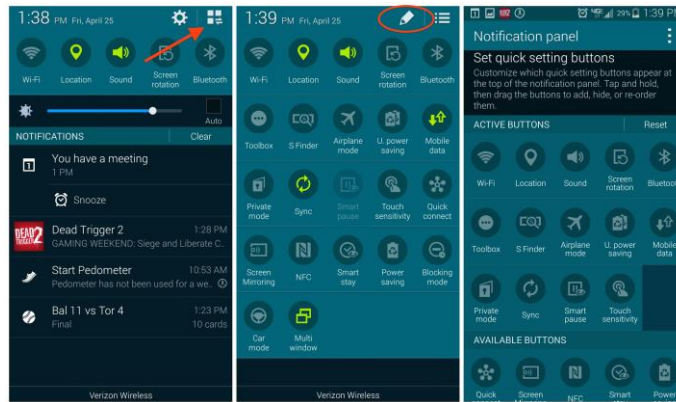 1:38 PM Fri, April 25
Wi-Fi Location Sound Screen rotation Bluetooth
Auto
NOTIFICATIONS Clear
1 You have a meeting
1 PM
Snooze
DEAD TRIGGER 2
Dead Trigger 2 1:28 PM
GAMING WEEKEND: Siege and Liberate C..
Start Pedometer 10:53 AM
Pedometer has not been used for a we..
Bal 11 vs Tor 4 1:23 PM
Final 10 cards
Verizon Wireless
1:39 PM Fri, April 25
Wi-Fi Location Sound Screen rotation Bluetooth
Toolbox S Finder Airplane mode U. power saving Mobile data
Private mode Sync Smart pause Touch sensitivity Quick connect
Screen Mirroring NFC Smart stay Power saving Blocking mode
Car mode Multi window
Verizon Wireless
29% 1:39 PM
Notification panel
Set quick setting buttons
Customize which quick setting buttons appear at
the top of the notification panel. Tap and hold,
then drag the buttons to add, hide, or re-order
them.
ACTIVE BUTTONS Reset
Wi-Fi Location Sound Screen rotation Bluetoo
Toolbox S Finder Airplane mode U. power saving Mobile data
Private mode Sync Smart pause Touch sensitivity
AVAILABLE BUTTONS
Quick Screen NFC Smart Power